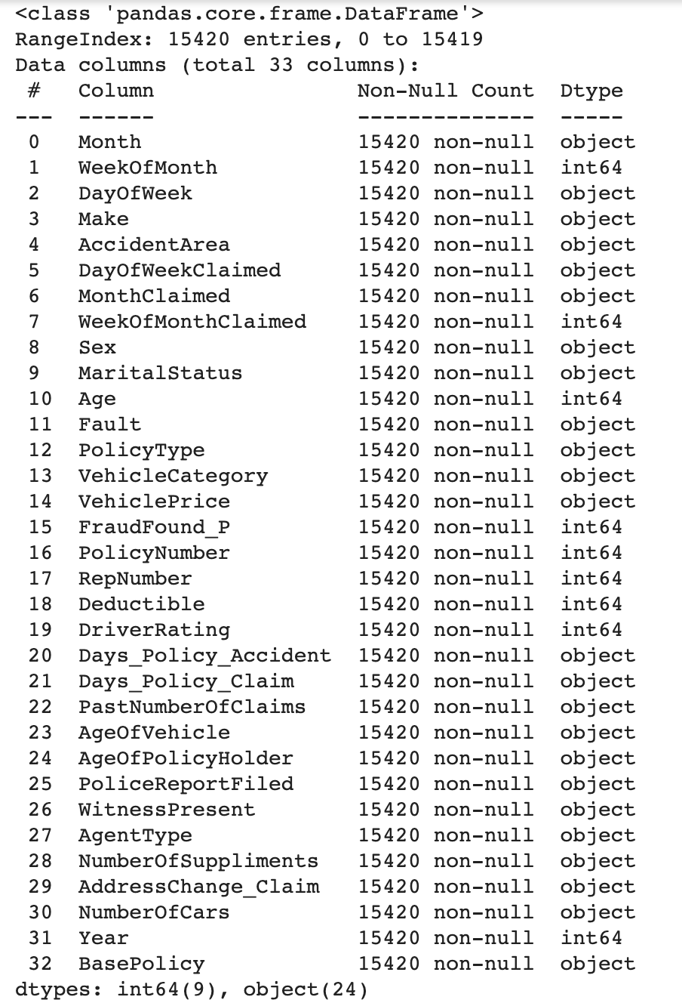 <class 'pandas.core.frame.DataFrame'>
RangeIndex: 15420 entries, 0 to 15419
Data columns (total 33 columns):
 #   Column                Non-Null Count  Dtype
---  ------                --------------  -----
 0   Month                 15420 non-null  object
 1   WeekOfMonth           15420 non-null  int64
 2   DayOfWeek             15420 non-null  object
 3   Make                  15420 non-null  object
 4   AccidentArea          15420 non-null  object
 5   DayOfWeekClaimed      15420 non-null  object
 6   MonthClaimed          15420 non-null  object
 7   WeekOfMonthClaimed    15420 non-null  int64
 8   Sex                   15420 non-null  object
 9   MaritalStatus         15420 non-null  object
 10  Age                   15420 non-null  int64
 11  Fault                 15420 non-null  object
 12  PolicyType            15420 non-null  object
 13  VehicleCategory       15420 non-null  object
 14  VehiclePrice          15420 non-null  object
 15  FraudFound_P          15420 non-null  int64
 16  PolicyNumber          15420 non-null  int64
 17  RepNumber             15420 non-null  int64
 18  Deductible            15420 non-null  int64
 19  DriverRating          15420 non-null  int64
 20  Days_Policy_Accident  15420 non-null  object
 21  Days_Policy_Claim     15420 non-null  object
 22  PastNumberOfClaims    15420 non-null  object
 23  AgeOfVehicle          15420 non-null  object
 24  AgeOfPolicyHolder     15420 non-null  object
 25  PoliceReportFiled     15420 non-null  object
 26  WitnessPresent        15420 non-null  object
 27  AgentType             15420 non-null  object
 28  NumberOfSuppliments   15420 non-null  object
 29  AddressChange_Claim   15420 non-null  object
 30  NumberOfCars          15420 non-null  object
 31  Year                  15420 non-null  int64
 32  BasePolicy            15420 non-null  object
dtypes: int64(9), object(24)